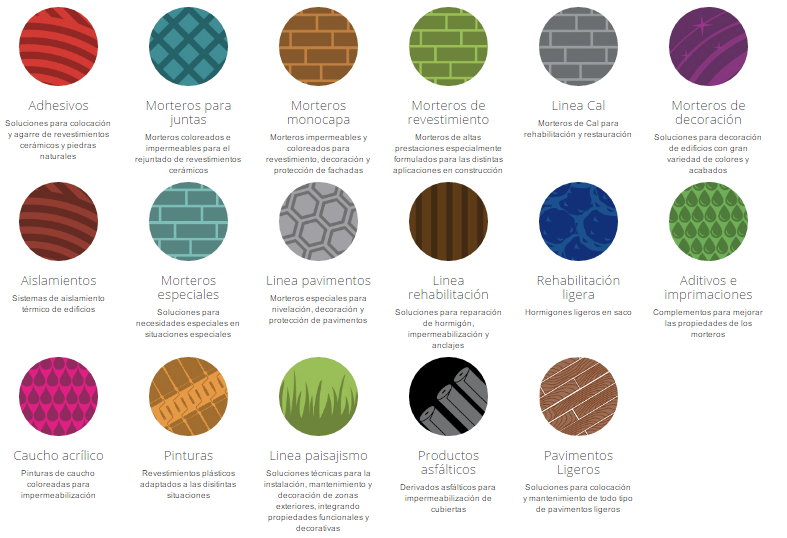 Adhesivos
Soluciones para colocación
y agarre de revestimientos
cerámicos y piedras
naturales
Morteros para
juntas
Morteros coloreados e
impermeables para el
rejuntado de revestimientos
cerámicos
Morteros
monocapa
Morteros impermeables y
coloreados para
revestimiento, decoración y
protección de fachadas
Morteros de
revestimiento
Morteros de altas
prestaciones especialmente
formulados para las distintas
aplicaciones en construcción
Linea Cal
Morteros de Cal para
rehabilitación y restauración
Morteros de
decoración
Soluciones para decoración
de edificios con gran
variedad de colores y
acabados
Aislamientos
Sistemas de aislamiento
térmico de edificios
Morteros
especiales
Soluciones para
necesidades especiales en
situaciones especiales
Linea pavimentos
Morteros especiales para
nivelación, decoración y
protección de pavimentos
Linea
rehabilitación
Soluciones para reparación
de hormigón,
impermeabilización y
anclajes
Rehabilitación
ligera
Hormigones ligeros en saco
Aditivos e
imprimaciones
Complementos para mejorar
las propiedades de los
morteros
Caucho acrílico
Pinturas de caucho
coloreadas para
impermeabilización
Pinturas
Revestimientos plásticos
adaptados a las disitintas
situaciones
Linea paisajismo
Soluciones técnicas para la
instalación, mantenimiento y
decoración de zonas
exteriores, integrando
propiedades funcionales y
decorativas
Productos
asfálticos
Derivados asfálticos para
impermeabilización de
cubiertas
Pavimentos
Ligeros
Soluciones para colocación
y mantenimiento de todo tipo
de pavimentos ligeros